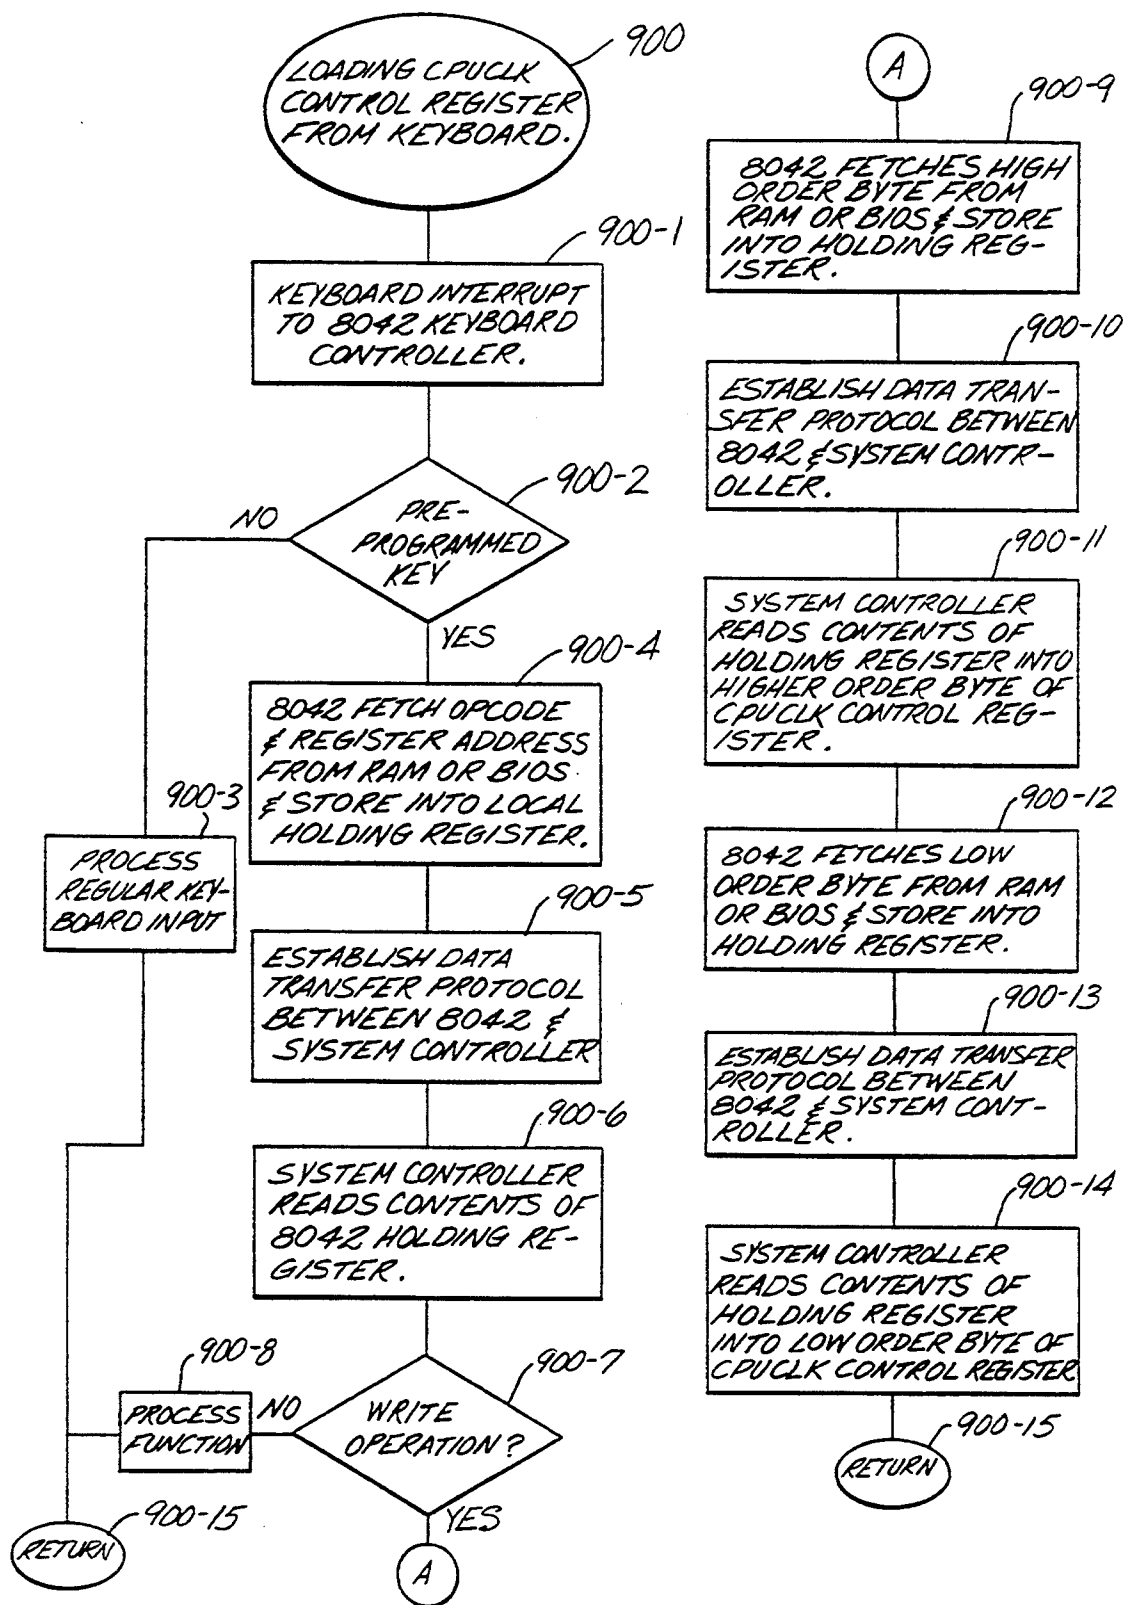 900
LOADING CPUCLK
CONTROL REGISTER
FROM KEYBOARD.
900-1
KEYBOARD INTERRUPT
TO 8042 KEYBOARD
CONTROLLER.
900-2
NO
PRE-
PROGRAMMED
KEY
YES
900-4
8042 FETCH OPCODE
& REGISTER ADDRESS
FROM RAM OR BIOS
& STORE INTO LOCAL
HOLDING REGISTER.
900-3
PROCESS
REGULAR KEY-
BOARD INPUT
900-5
ESTABLISH DATA
TRANSFER PROTOCOL
BETWEEN 8042 &
SYSTEM CONTROLLER
900-6
SYSTEM CONTROLLER
READS CONTENTS OF
8042 HOLDING RE-
GISTER.
900-8
PROCESS
FUNCTION
NO
900-7
WRITE
OPERATION?
YES
900-15
RETURN
A
A
900-9
8042 FETCHES HIGH
ORDER BYTE FROM
RAM OR BIOS & STORE
INTO HOLDING REG-
ISTER.
900-10
ESTABLISH DATA TRAN-
SFER PROTOCOL BETWEEN
8042 & SYSTEM CONTR-
OLLER.
900-11
SYSTEM CONTROLLER
READS CONTENTS OF
HOLDING REGISTER INTO
HIGHER ORDER BYTE OF
CPUCLK CONTROL REG-
ISTER.
900-12
8042 FETCHES LOW
ORDER BYTE FROM RAM
OR BIOS & STORE INTO
HOLDING REGISTER.
900-13
ESTABLISH DATA TRANSFER
PROTOCOL BETWEEN
8042 & SYSTEM CONT-
ROLLER.
900-14
SYSTEM CONTROLLER
READS CONTENTS OF
HOLDING REGISTER
INTO LOW ORDER BYTE OF
CPUCLK CONTROL REGISTER
900-15
RETURN